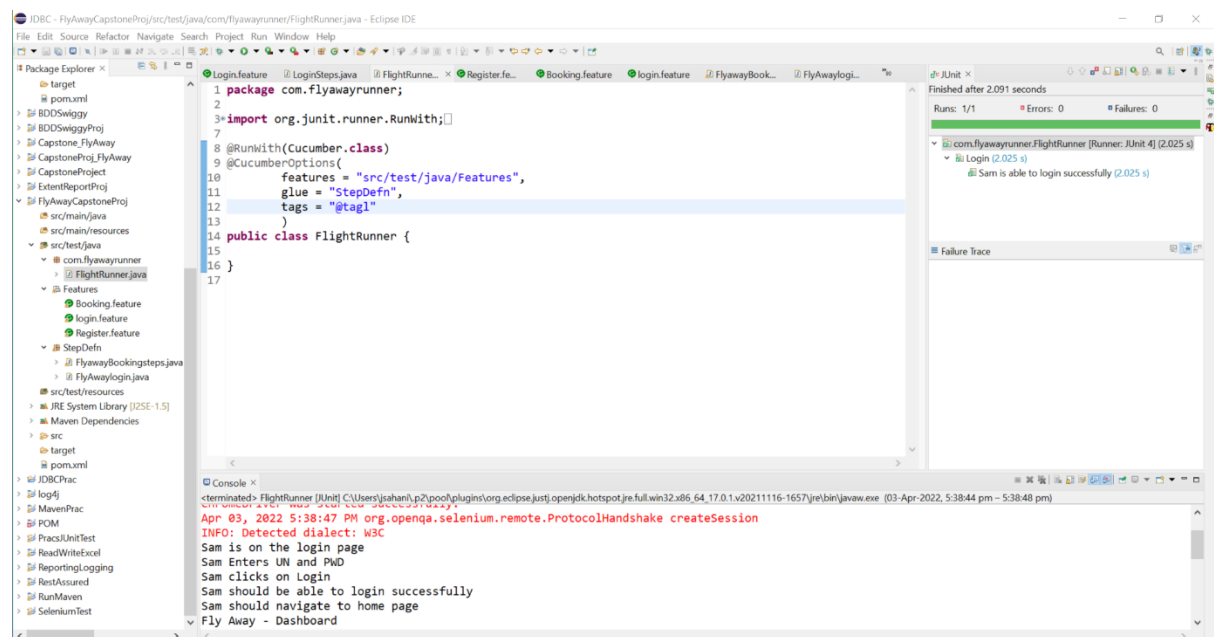 JDBC - FlyAwayCapstoneProj/src/test/java/com/flyawayrunner/FlightRunner.java - Eclipse IDE
File Edit Source Refactor Navigate Search Project Run Window Help
Package Explorer
target
pom.xml
BDDSwiggy
BDDSwiggyProj
Capstone_FlyAway
CapstoneProj_FlyAway
CapstoneProject
ExtentReportProj
FlyAwayCapstoneProj
src/main/java
src/main/resources
src/test/java
com.flyawayrunner
FlightRunner.java
Features
Booking.feature
login.feature
Register.feature
StepDefn
FlyawayBookingsteps.java
FlyAwaylogin.java
src/test/resources
JRE System Library [J2SE-1.5]
Maven Dependencies
src
target
pom.xml
JDBCPrac
log4j
MavenPrac
POM
PracsJUnitTest
ReadWriteExcel
ReportingLogging
RestAssured
RunMaven
SeleniumTest
Login.feature LoginSteps.java FlightRunne... Register.fe... Booking.feature login.feature FlyawayBook... FlyAwaylogi...
1 package com.flyawayrunner;
2
3 import org.junit.runner.RunWith;
7
8 @RunWith(Cucumber.class)
9 @CucumberOptions(
10 features = "src/test/java/Features",
11 glue = "StepDefn",
12 tags = "@tag1"
13 )
14 public class FlightRunner {
15
16 }
17
JUnit
Finished after 2.091 seconds
Runs: 1/1 Errors: 0 Failures: 0
com.flyawayrunner.FlightRunner [Runner: JUnit 4] (2.025 s)
Login (2.025 s)
Sam is able to login successfully (2.025 s)
Failure Trace
Console
<terminated> FlightRunner [JUnit] C:\Users\jsahani\.p2\pool\plugins\org.eclipse.justj.openjdk.hotspot.jre.full.win32.x86_64_17.0.1.v20211116-1657\jre\bin\javaw.exe (03-Apr-2022, 5:38:44 pm – 5:38:48 pm)
ChromeDriver was started successfully.
Apr 03, 2022 5:38:47 PM org.openqa.selenium.remote.ProtocolHandshake createSession
INFO: Detected dialect: W3C
Sam is on the login page
Sam Enters UN and PWD
Sam clicks on Login
Sam should be able to login successfully
Sam should navigate to home page
Fly Away - Dashboard